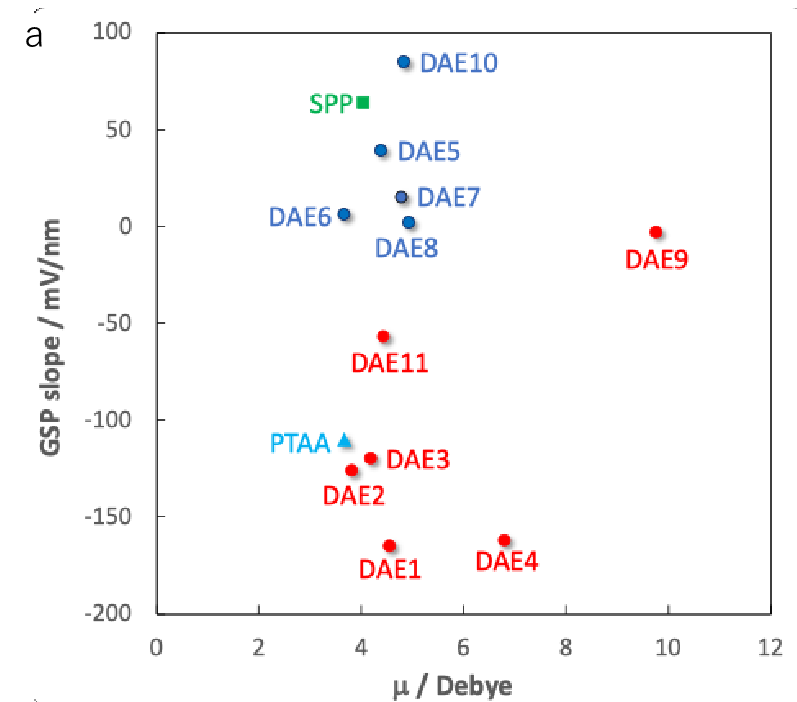 a
100
50
0
-50
-100
-150
-200
GSP slope / mV/nm
DAE10
SPP
DAE5
DAE7
DAE6
DAE8
DAE9
DAE11
PTAA
DAE3
DAE2
DAE1
DAE4
0 2 4 6 8 10 12
μ / Debye